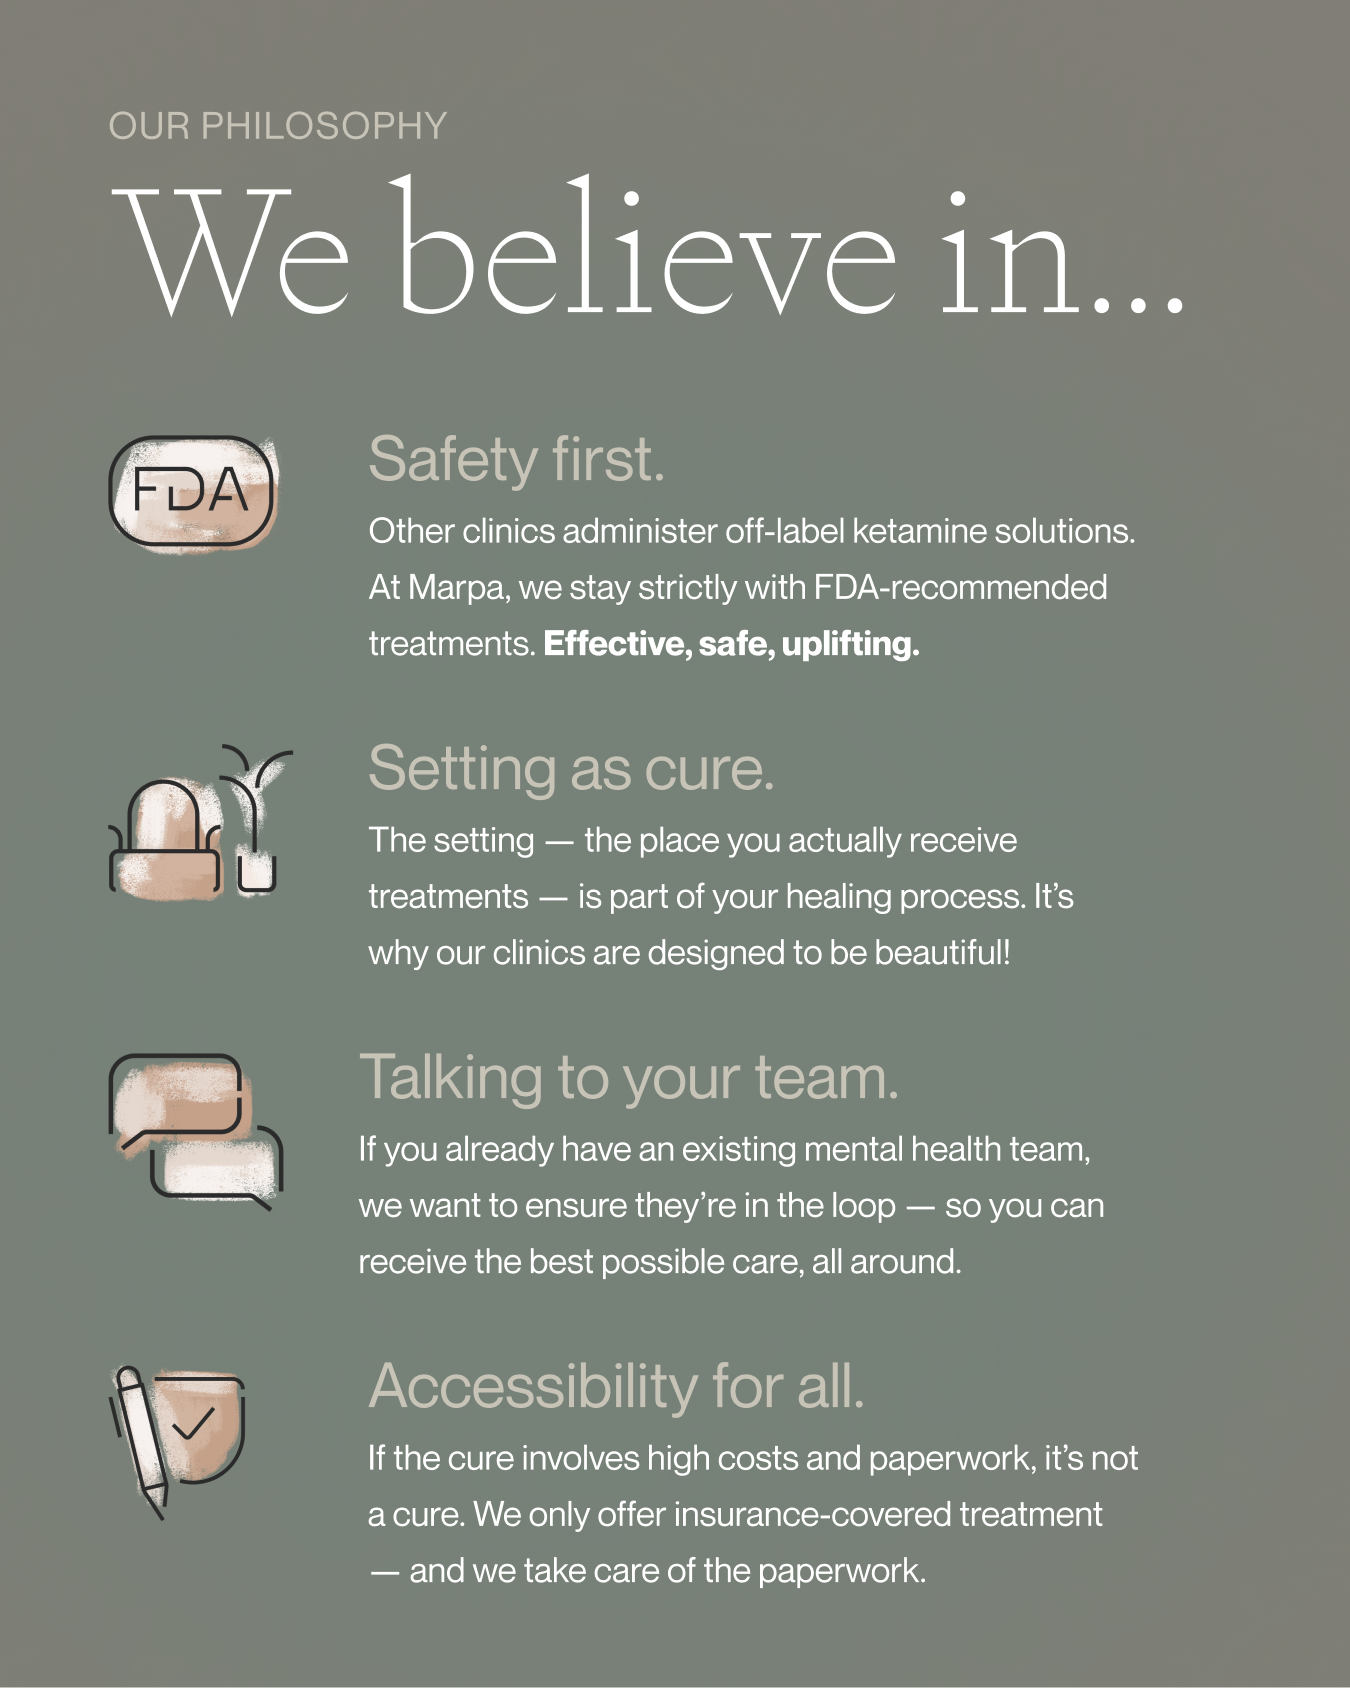 OUR PHILOSOPHY
We believe in...
FDA
Safety first.
Other clinics administer off-label ketamine solutions.
At Marpa, we stay strictly with FDA-recommended
treatments. Effective, safe, uplifting.
Setting as cure.
The setting — the place you actually receive
treatments — is part of your healing process. It’s
why our clinics are designed to be beautiful!
Talking to your team.
If you already have an existing mental health team,
we want to ensure they’re in the loop — so you can
receive the best possible care, all around.
Accessibility for all.
If the cure involves high costs and paperwork, it’s not
a cure. We only offer insurance-covered treatment
— and we take care of the paperwork.